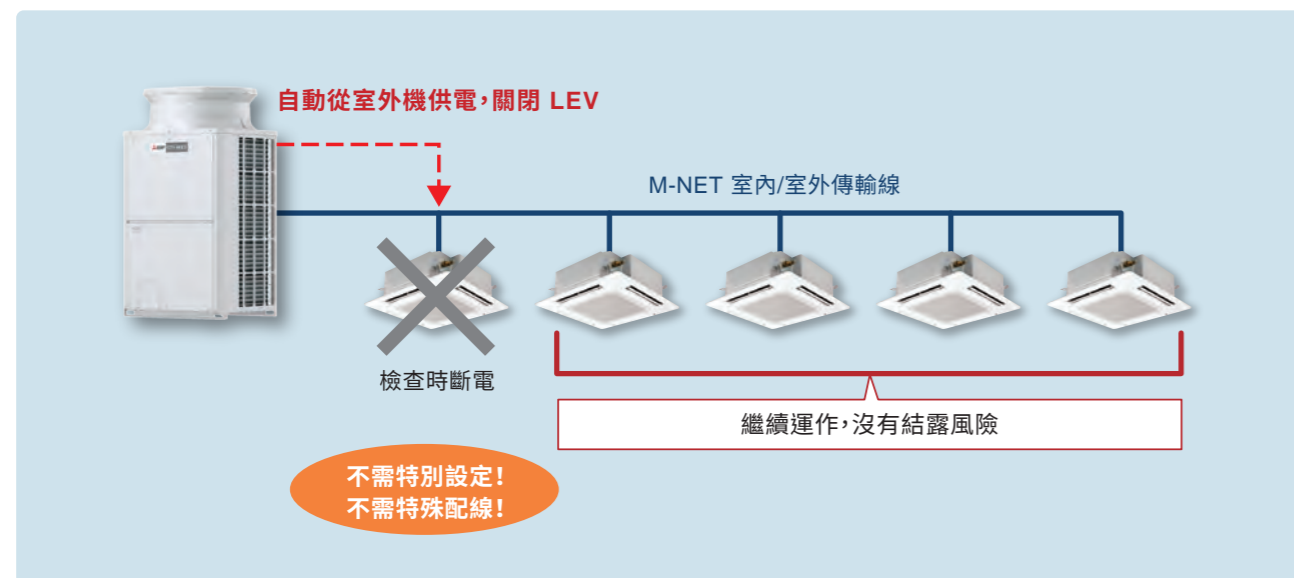 自動從室外機供電，關閉 LEV
M-NET 室內/室外傳輸線
檢查時斷電
繼續運作，沒有結露風險
不需特別設定！
不需特殊配線！